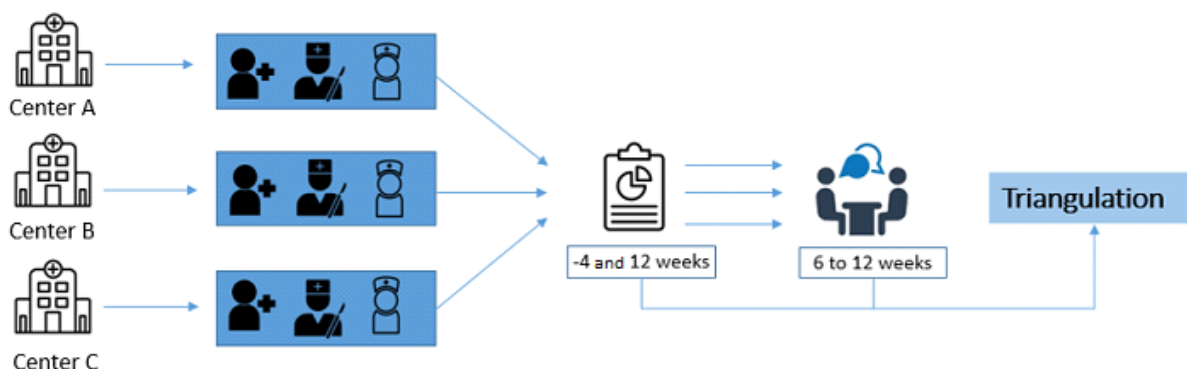 Center A
Center B
Center C
-4 and 12 weeks
6 to 12 weeks
Triangulation